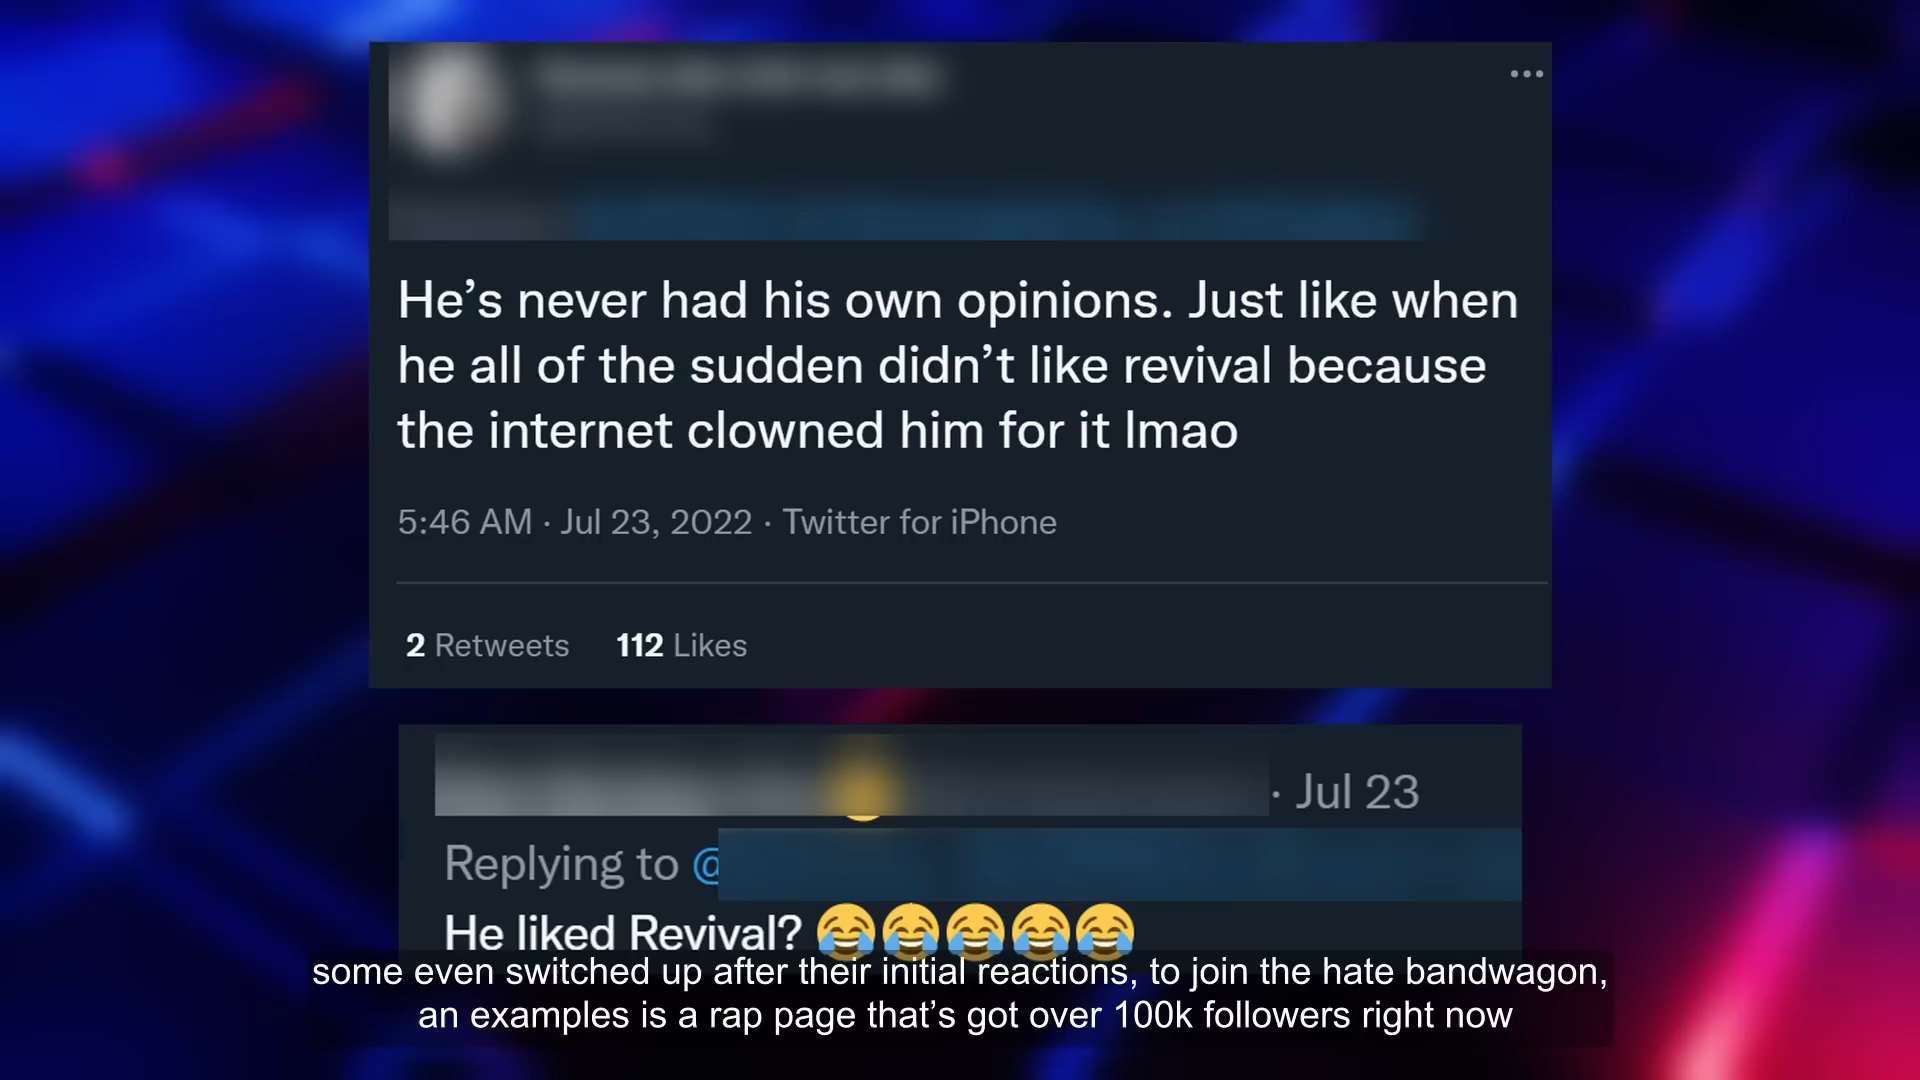 He’s never had his own opinions. Just like when
he all of the sudden didn’t like revival because
the internet clowned him for it lmao
5:46 AM · Jul 23, 2022 · Twitter for iPhone
2 Retweets 112 Likes
· Jul 23
Replying to @
He liked Revival? 😂😂😂😂😂
some even switched up after their initial reactions, to join the hate bandwagon,
an examples is a rap page that’s got over 100k followers right now